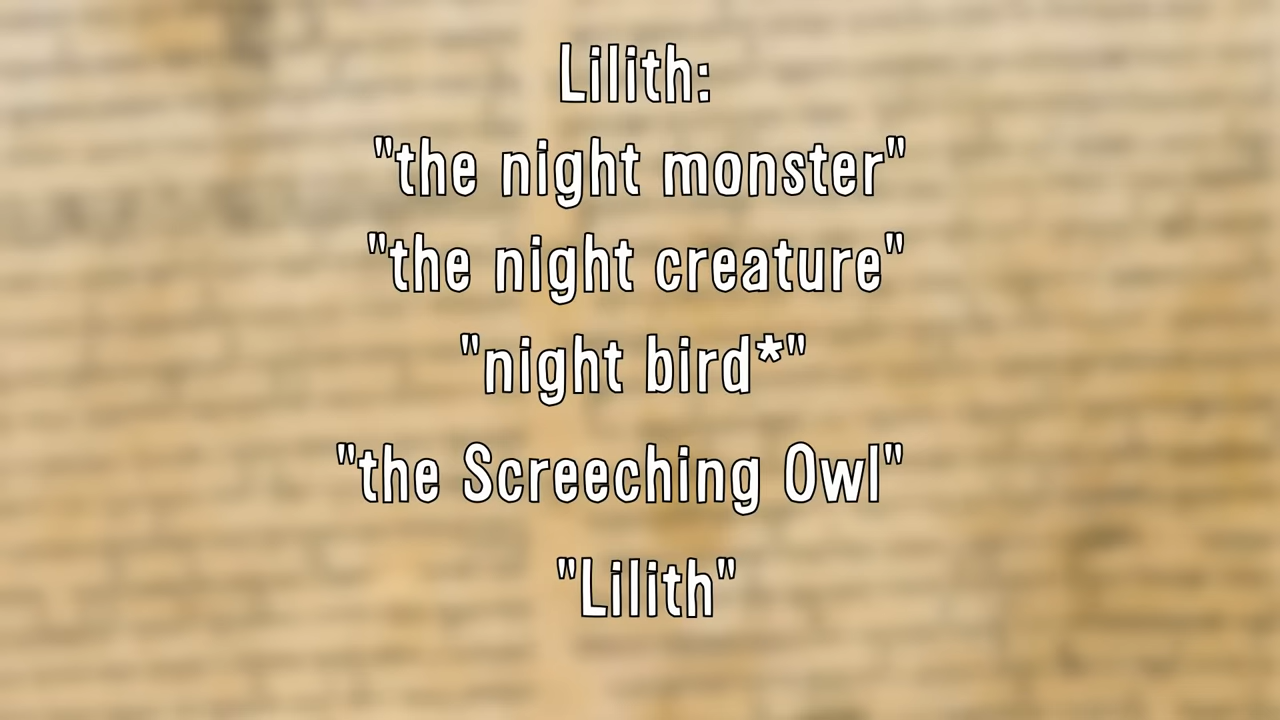 Lilith:
"the night monster"
"the night creature"
"night bird*"
"the Screeching Owl"
"Lilith"